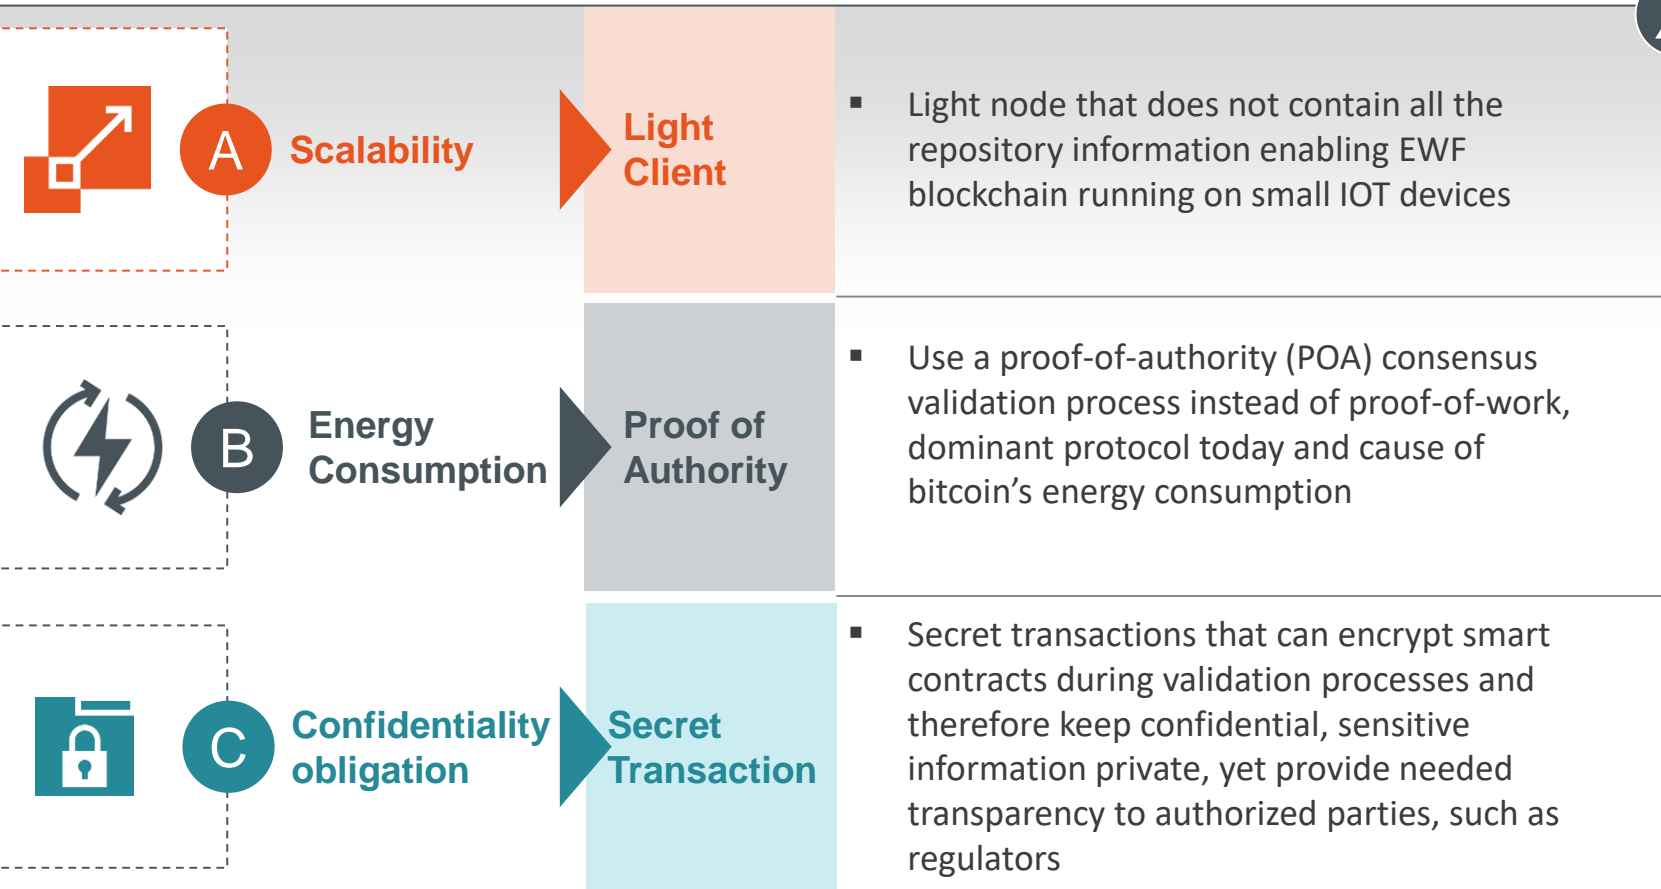 A
Scalability
Light
Client
▪ Light node that does not contain all the
repository information enabling EWF
blockchain running on small IOT devices
B
Energy
Consumption
Proof of
Authority
▪ Use a proof-of-authority (POA) consensus
validation process instead of proof-of-work,
dominant protocol today and cause of
bitcoin’s energy consumption
C
Confidentiality
obligation
Secret
Transaction
▪ Secret transactions that can encrypt smart
contracts during validation processes and
therefore keep confidential, sensitive
information private, yet provide needed
transparency to authorized parties, such as
regulators